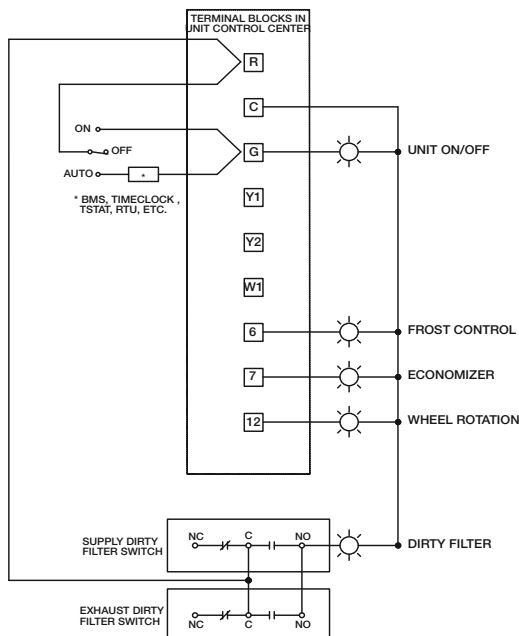 TERMINAL BLOCKS IN
UNIT CONTROL CENTER
R
C
ON
OFF
G
UNIT ON/OFF
AUTO
*
* BMS, TIMECLOCK ,
TSTAT, RTU, ETC.
Y1
Y2
W1
6
FROST CONTROL
7
ECONOMIZER
12
WHEEL ROTATION
SUPPLY DIRTY
FILTER SWITCH
NC
C
NO
DIRTY FILTER
EXHAUST DIRTY
FILTER SWITCH
NC
C
NO